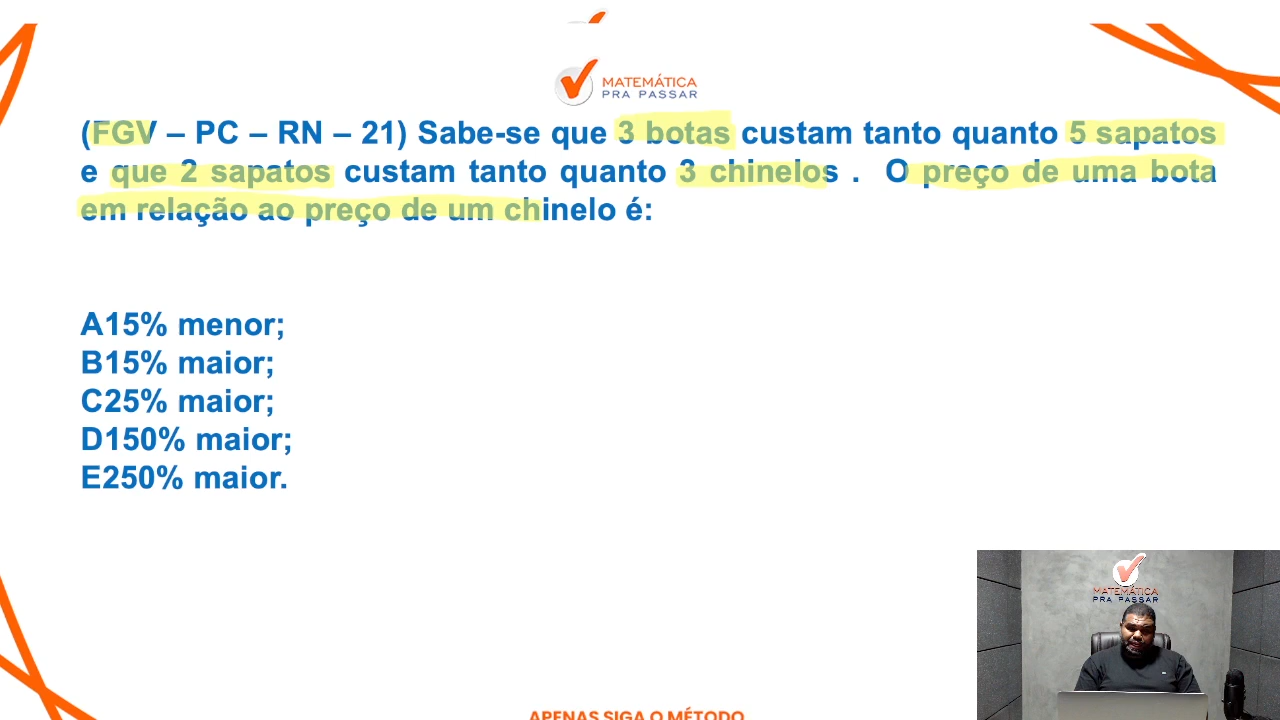 MATEMÁTICA
PRA PASSAR
(FGV – PC – RN – 21) Sabe-se que 3 botas custam tanto quanto 5 sapatos
e que 2 sapatos custam tanto quanto 3 chinelos . O preço de uma bota
em relação ao preço de um chinelo é:
A15% menor;
B15% maior;
C25% maior;
D150% maior;
E250% maior.
MATEMÁTICA
PRA PASSAR
APENAS SIGA O MÉTODO